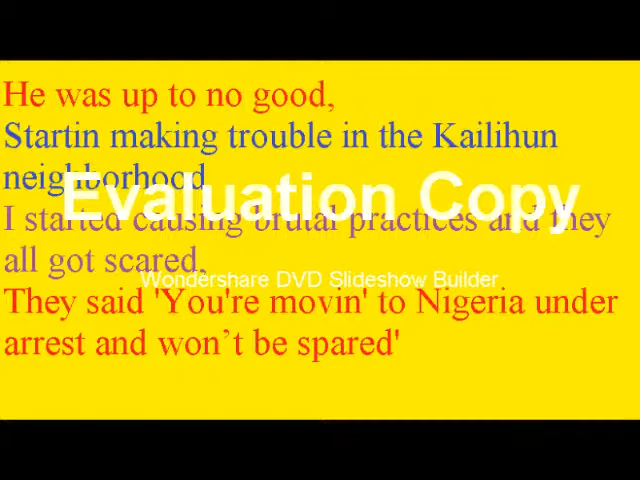 He was up to no good,
Startin making trouble in the Kailihun
neighborhood
Evaluation Copy
I started causing brutal practices and they
all got scared,
Wondershare DVD Slideshow Builder
They said 'You're movin' to Nigeria under
arrest and won’t be spared'